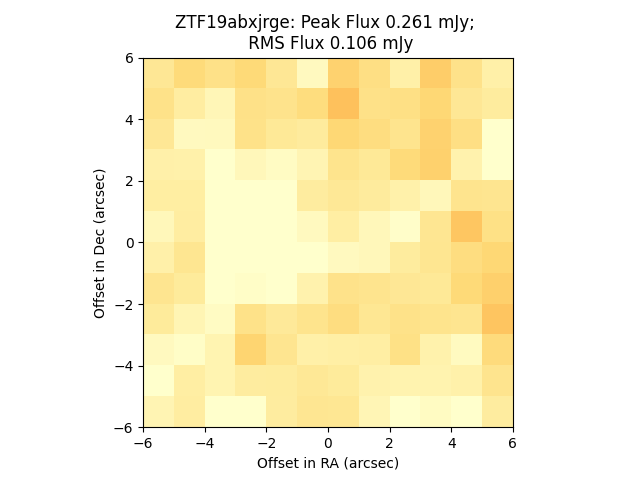 ZTF19abxjrge: Peak Flux 0.261 mJy;
RMS Flux 0.106 mJy
6
4
2
0
−2
−4
−6
Offset in Dec (arcsec)
−6 −4 −2 0 2 4 6
Offset in RA (arcsec)